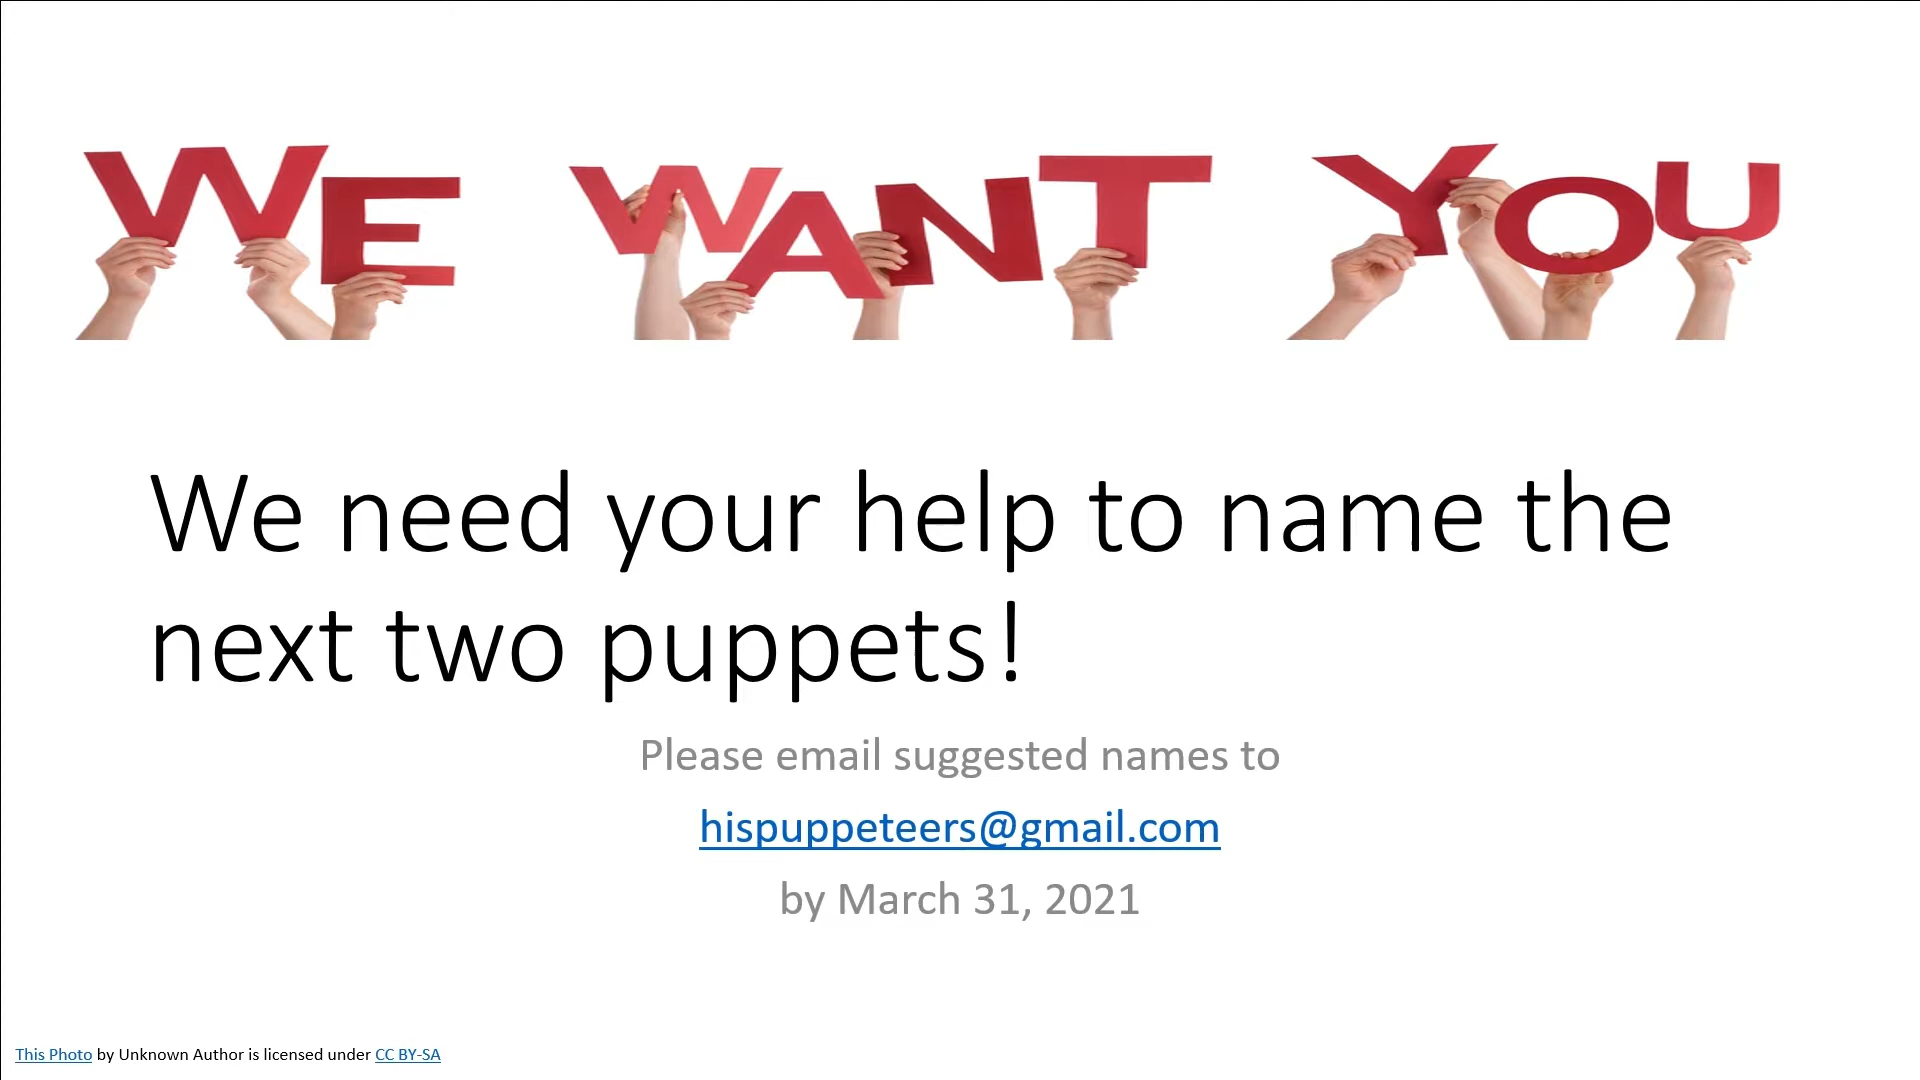 WE WANT YOU
We need your help to name the
next two puppets!
Please email suggested names to
hispuppeteers@gmail.com
by March 31, 2021
This Photo by Unknown Author is licensed under CC BY-SA